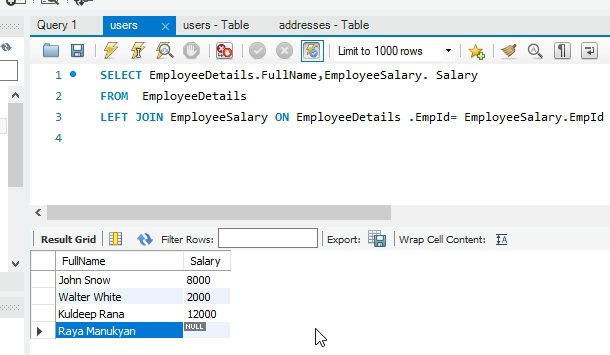 Query 1 users users - Table addresses - Table
Limit to 1000 rows
1 SELECT EmployeeDetails.FullName,EmployeeSalary. Salary
2 FROM EmployeeDetails
3 LEFT JOIN EmployeeSalary ON EmployeeDetails .EmpId= EmployeeSalary.EmpId
4
Result Grid Filter Rows: Export: Wrap Cell Content:
FullName Salary
John Snow 8000
Walter White 2000
Kuldeep Rana 12000
Raya Manukyan NULL